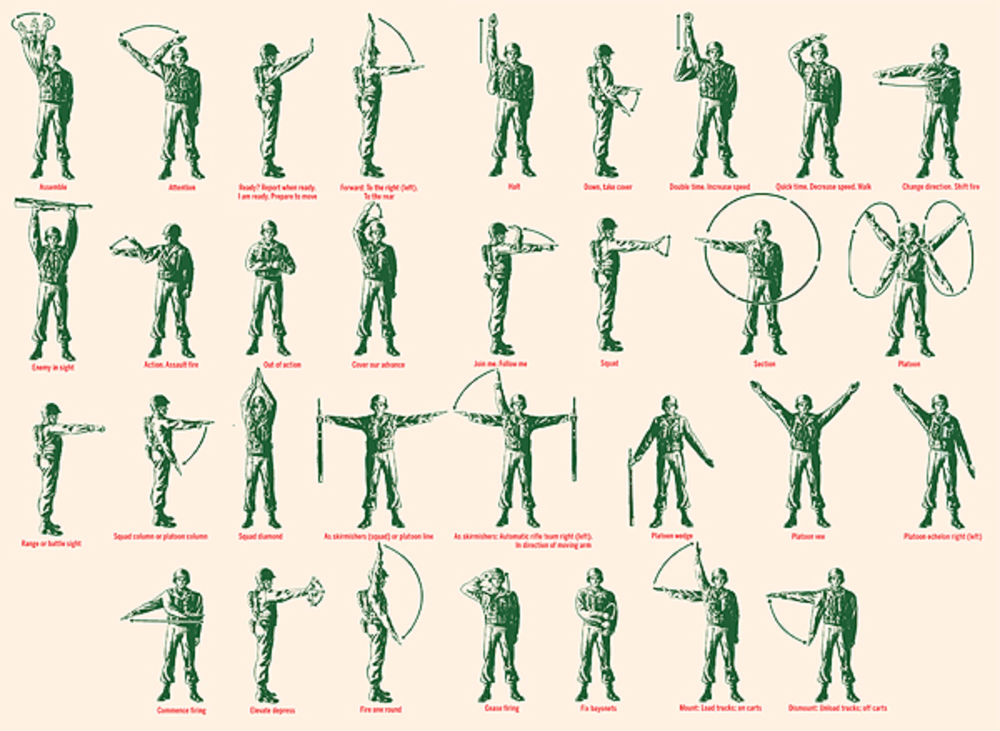 Assemble
Attention
Ready? Report when ready.
I am ready. Prepare to move
Forward: To the right (left).
To the rear
Halt
Down, take cover
Double time. Increase speed
Quick time. Decrease speed. Walk
Change direction. Shift fire
Enemy in sight
Action. Assault fire
Out of action
Cover our advance
Join me. Follow me
Squad
Section
Platoon
Range or battle sight
Squad column or platoon column
Squad diamond
As skirmishers (squad) or platoon line
As skirmishers: Automatic rifle team right (left).
In direction of moving arm
Platoon wedge
Platoon vee
Platoon echelon right (left)
Commence firing
Elevate depress
Fire one round
Cease firing
Fix bayonets
Mount: Load trucks; on carts
Dismount: Unload trucks; off carts